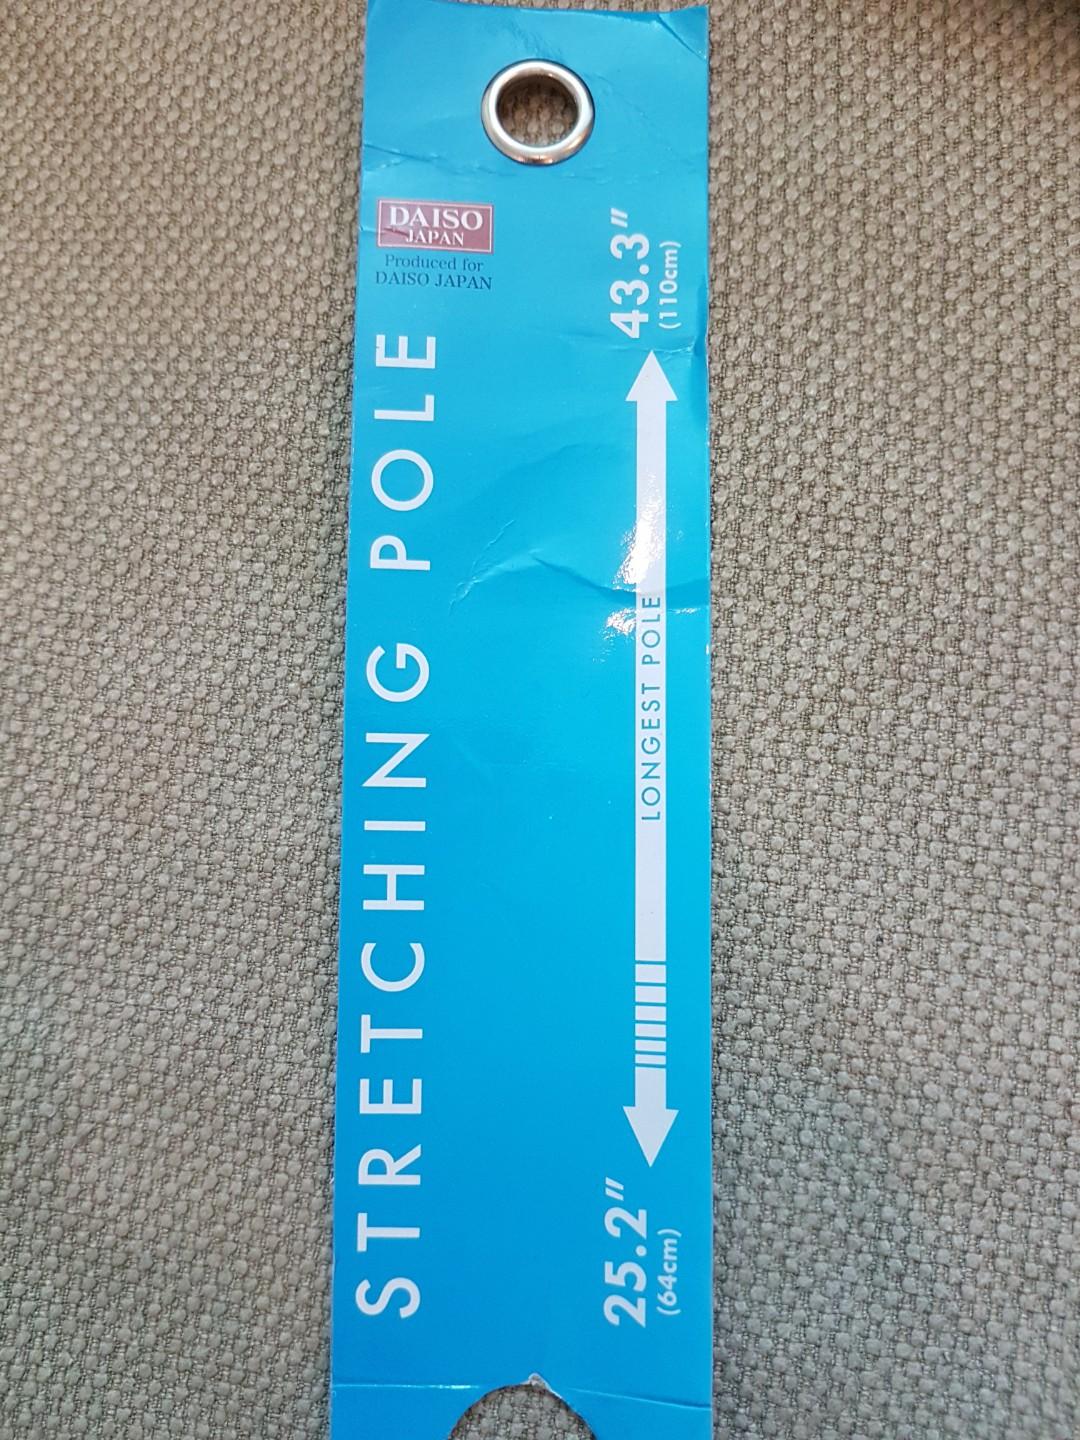 DAISO
JAPAN
Produced for
DAISO JAPAN
STRETCHING POLE
25.2"
(64cm)
LONGEST POLE
43.3"
(110cm)